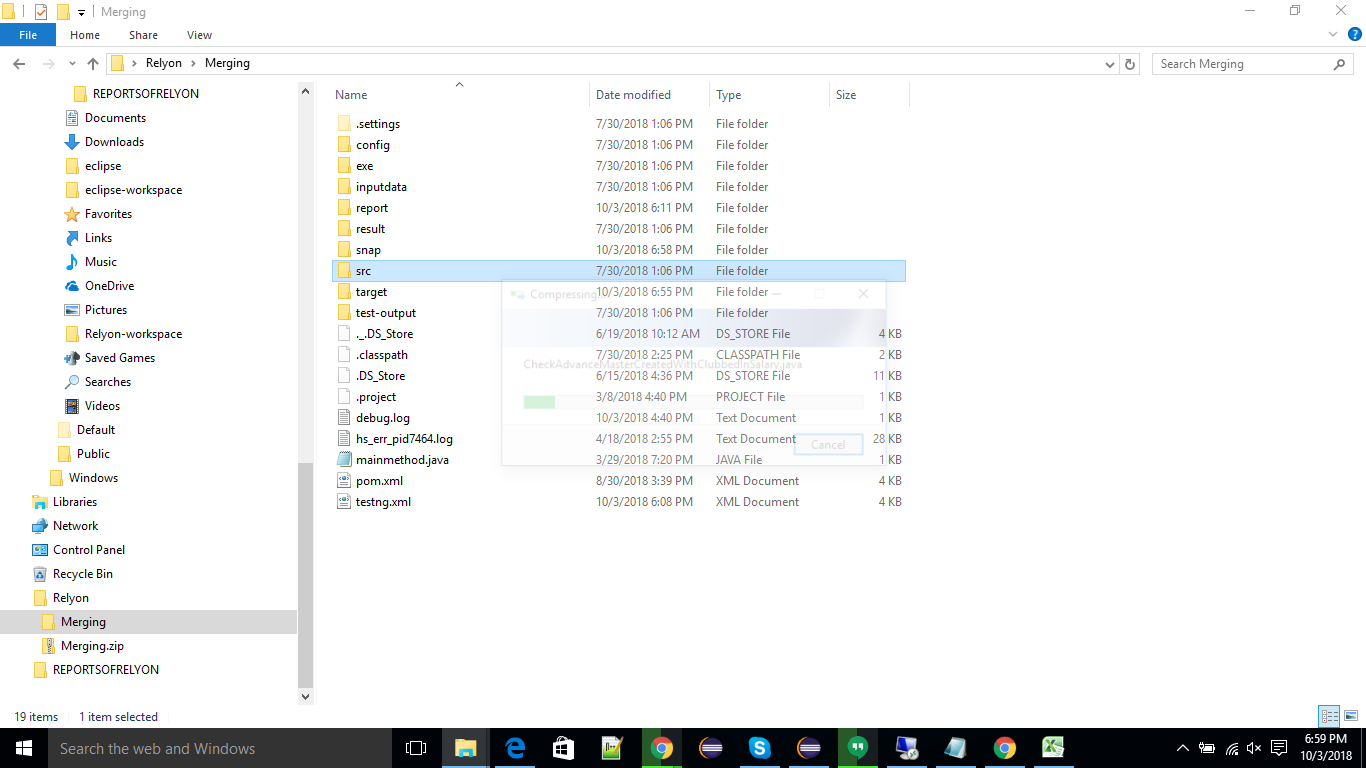 Merging
File
Home
Share
View
Relyon
Merging
Search Merging
REPORTSOFRELYON
Documents
Downloads
eclipse
eclipse-workspace
Favorites
Links
Music
OneDrive
Pictures
Relyon-workspace
Saved Games
Searches
Videos
Default
Public
Windows
Libraries
Network
Control Panel
Recycle Bin
Relyon
Merging
Merging.zip
REPORTSOFRELYON
Name Date modified Type Size
.settings 7/30/2018 1:06 PM File folder
config 7/30/2018 1:06 PM File folder
exe 7/30/2018 1:06 PM File folder
inputdata 7/30/2018 1:06 PM File folder
report 10/3/2018 6:11 PM File folder
result 7/30/2018 1:06 PM File folder
snap 10/3/2018 6:58 PM File folder
src 7/30/2018 1:06 PM File folder
target 10/3/2018 6:55 PM File folder
test-output 7/30/2018 1:06 PM File folder
._.DS_Store 6/19/2018 10:12 AM DS_STORE File 4 KB
.classpath 7/30/2018 2:25 PM CLASSPATH File 2 KB
.DS_Store 6/15/2018 4:36 PM DS_STORE File 11 KB
.project 3/8/2018 4:40 PM PROJECT File 1 KB
debug.log 10/3/2018 4:40 PM Text Document 1 KB
hs_err_pid7464.log 4/18/2018 2:55 PM Text Document 28 KB
mainmethod.java 3/29/2018 7:20 PM JAVA File 1 KB
pom.xml 8/30/2018 3:39 PM XML Document 4 KB
testng.xml 10/3/2018 6:08 PM XML Document 4 KB
Compressing...
CheckAdvanceMasterCreatedWithClubbedInSalary.java
Cancel
19 items 1 item selected
Search the web and Windows
6:59 PM
10/3/2018